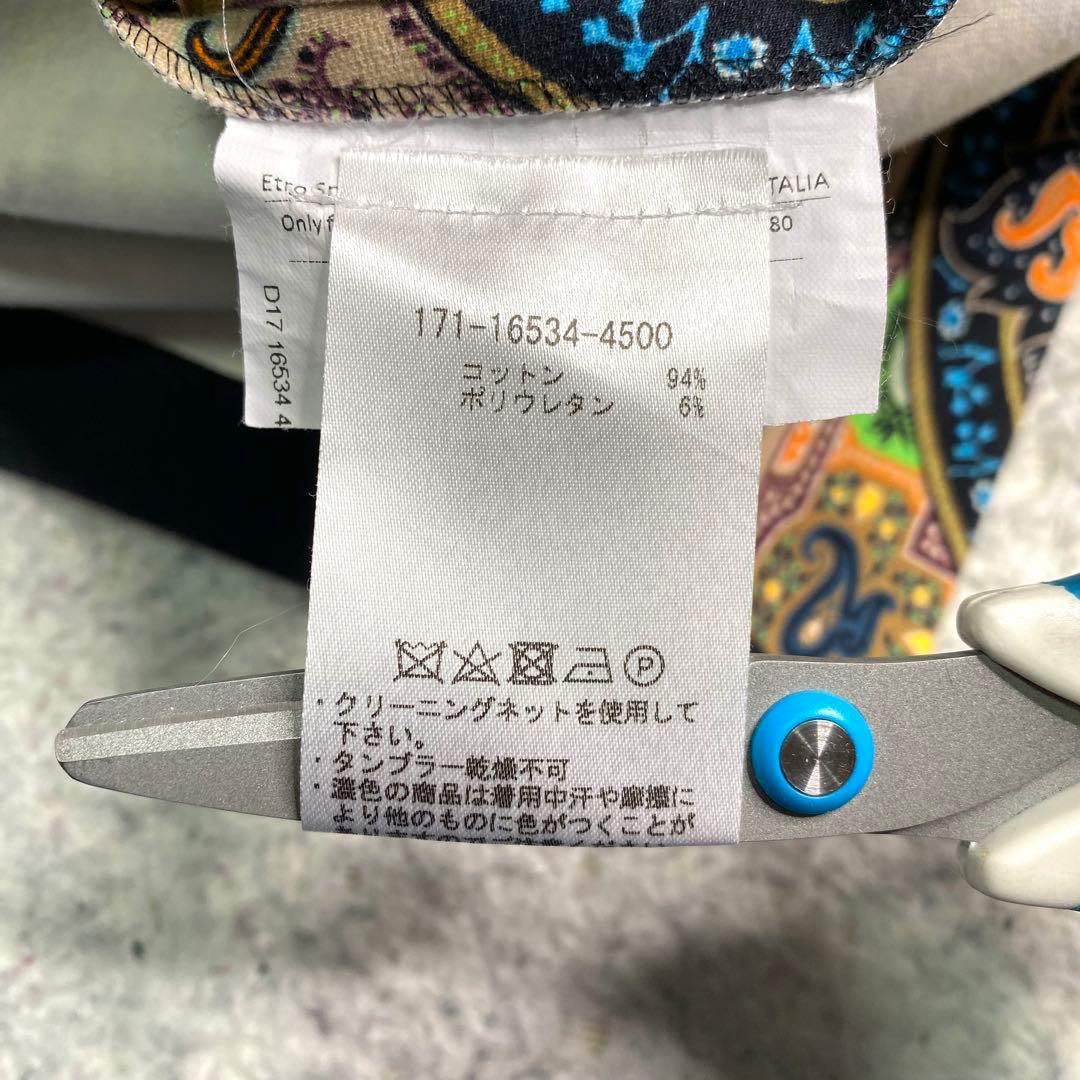 Etro
TALIA
Only
80
D17 16534 4
171-16534-4500
コットン 94%
ポリウレタン 6%
P
・クリーニングネットを使用して
下さい。
・タンブラー乾燥不可
・濃色の商品は着用中汗や摩擦に
より他のものに色がつくことが